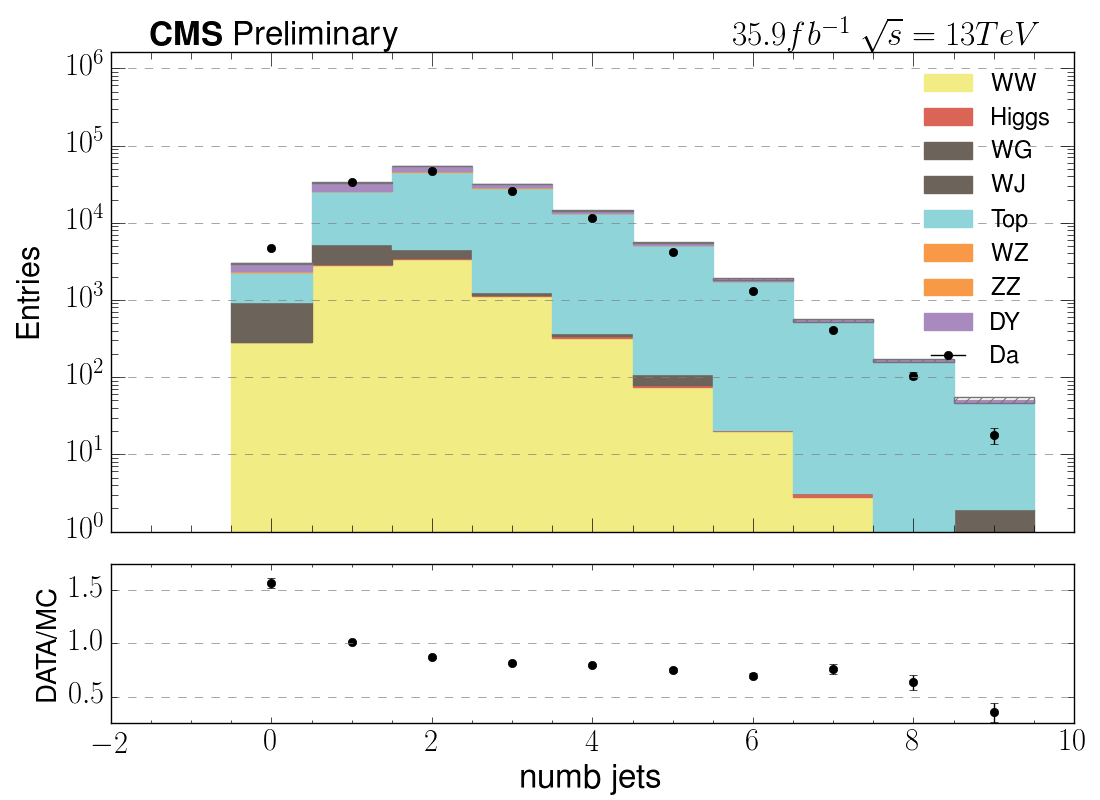 CMS Preliminary 35.9fb⁻¹ √s = 13TeV
10⁶
10⁵
10⁴
10³
10²
10¹
10⁰
Entries
WW
Higgs
WG
WJ
Top
WZ
ZZ
DY
Da
1.5
1.0
0.5
DATA/MC
−2 0 2 4 6 8 10
numb jets